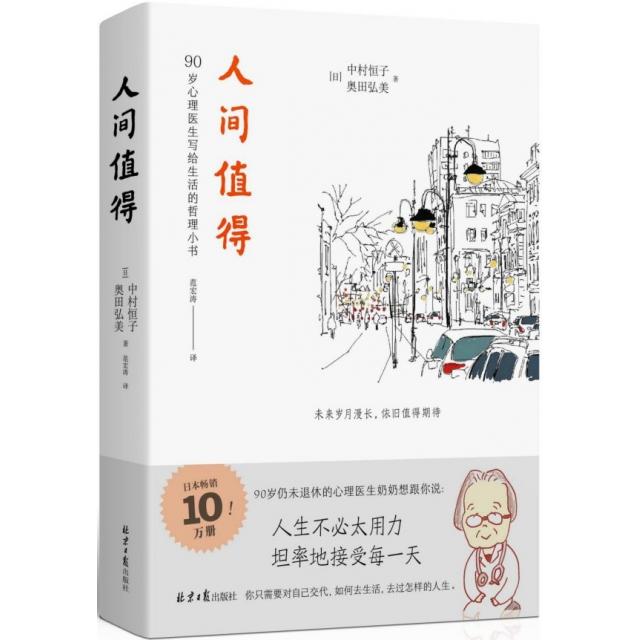 人间值得
[日] 中村恒子
奥田弘美 著
范宏涛 译
人间值得
90岁心理医生写给生活的哲理小书
范宏涛——译
[日] 中村恒子
奥田弘美 著
未来岁月漫长，依旧值得期待
日本畅销
10
万册!
90岁仍未退休的心理医生奶奶想跟你说:
人生不必太用力
坦率地接受每一天
北京日报出版社
你只需要对自己交代，如何去生活，去过怎样的人生。